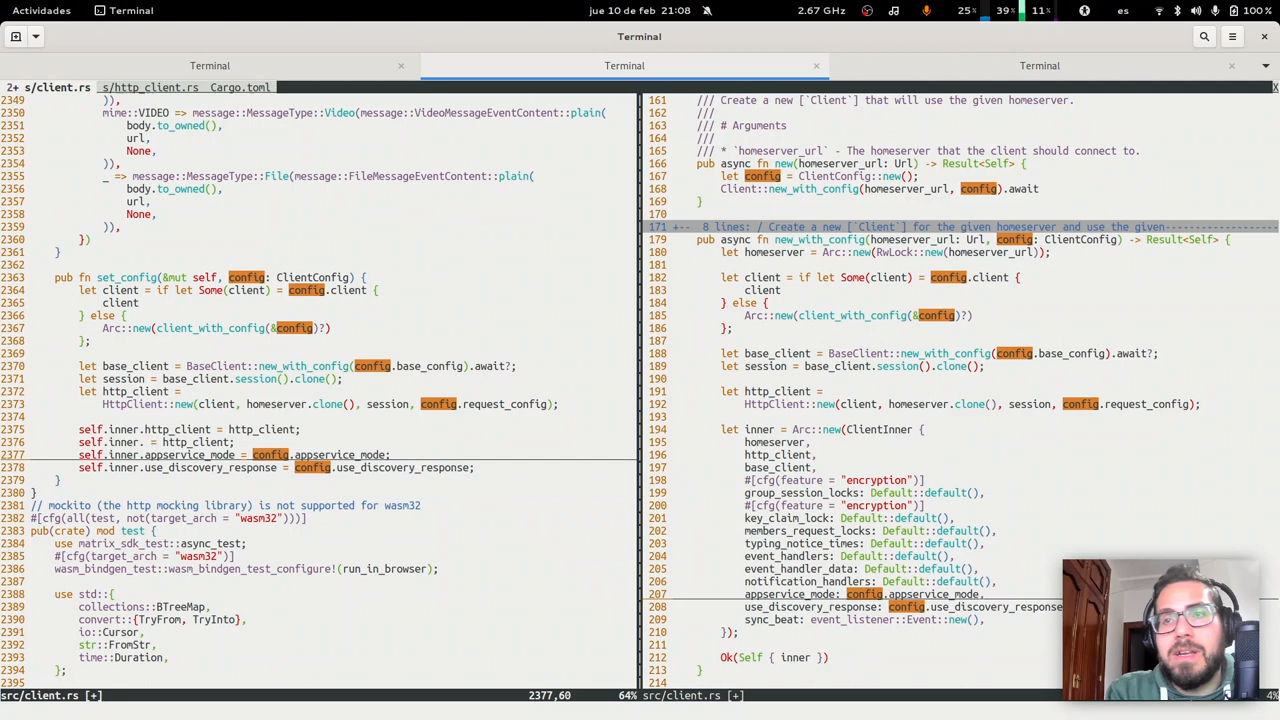 Actividades Terminal jue 10 de feb 21:08 2.67 GHz 25% 39% 11% es 100 %
Terminal
Terminal Terminal Terminal
2+ s/client.rs s/http_client.rs Cargo.toml X
2349 )),
2350 mime::VIDEO => message::MessageType::Video(message::VideoMessageEventContent::plain(
2351 body.to_owned(),
2352 url,
2353 None,
2354 )),
2355 _ => message::MessageType::File(message::FileMessageEventContent::plain(
2356 body.to_owned(),
2357 url,
2358 None,
2359 )),
2360 })
2361 }
2362
2363 pub fn set_config(&mut self, config: ClientConfig) {
2364 let client = if let Some(client) = config.client {
2365 client
2366 } else {
2367 Arc::new(client_with_config(&config)?)
2368 };
2369
2370 let base_client = BaseClient::new_with_config(config.base_config).await?;
2371 let session = base_client.session().clone();
2372 let http_client =
2373 HttpClient::new(client, homeserver.clone(), session, config.request_config);
2374
2375 self.inner.http_client = http_client;
2376 self.inner. = http_client;
2377 self.inner.appservice_mode = config.appservice_mode;
2378 self.inner.use_discovery_response = config.use_discovery_response;
2379 }
2380 }
2381 // mockito (the http mocking library) is not supported for wasm32
2382 #[cfg(all(test, not(target_arch = "wasm32")))]
2383 pub(crate) mod test {
2384 use matrix_sdk_test::async_test;
2385 #[cfg(target_arch = "wasm32")]
2386 wasm_bindgen_test::wasm_bindgen_test_configure!(run_in_browser);
2387
2388 use std::{
2389 collections::BTreeMap,
2390 convert::{TryFrom, TryInto},
2391 io::Cursor,
2392 str::FromStr,
2393 time::Duration,
2394 };
2395
src/client.rs [+] 2377,60 64%
161 /// Create a new [`Client`] that will use the given homeserver.
162 ///
163 /// # Arguments
164 ///
165 /// * `homeserver_url` - The homeserver that the client should connect to.
166 pub async fn new(homeserver_url: Url) -> Result<Self> {
167 let config = ClientConfig::new();
168 Client::new_with_config(homeserver_url, config).await
169 }
170
171 +-- 8 lines: / Create a new [`Client`] for the given homeserver and use the given-------------------
179 pub async fn new_with_config(homeserver_url: Url, config: ClientConfig) -> Result<Self> {
180 let homeserver = Arc::new(RwLock::new(homeserver_url));
181
182 let client = if let Some(client) = config.client {
183 client
184 } else {
185 Arc::new(client_with_config(&config)?)
186 };
187
188 let base_client = BaseClient::new_with_config(config.base_config).await?;
189 let session = base_client.session().clone();
190
191 let http_client =
192 HttpClient::new(client, homeserver.clone(), session, config.request_config);
193
194 let inner = Arc::new(ClientInner {
195 homeserver,
196 http_client,
197 base_client,
198 #[cfg(feature = "encryption")]
199 group_session_locks: Default::default(),
200 #[cfg(feature = "encryption")]
201 key_claim_lock: Default::default(),
202 members_request_locks: Default::default(),
203 typing_notice_times: Default::default(),
204 event_handlers: Default::default(),
205 event_handler_data: Default::default(),
206 notification_handlers: Default::default(),
207 appservice_mode: config.appservice_mode,
208 use_discovery_response: config.use_discovery_response
209 sync_beat: event_listener::Event::new(),
210 });
211
212 Ok(Self { inner })
213 }
214
src/client.rs [+] 4%